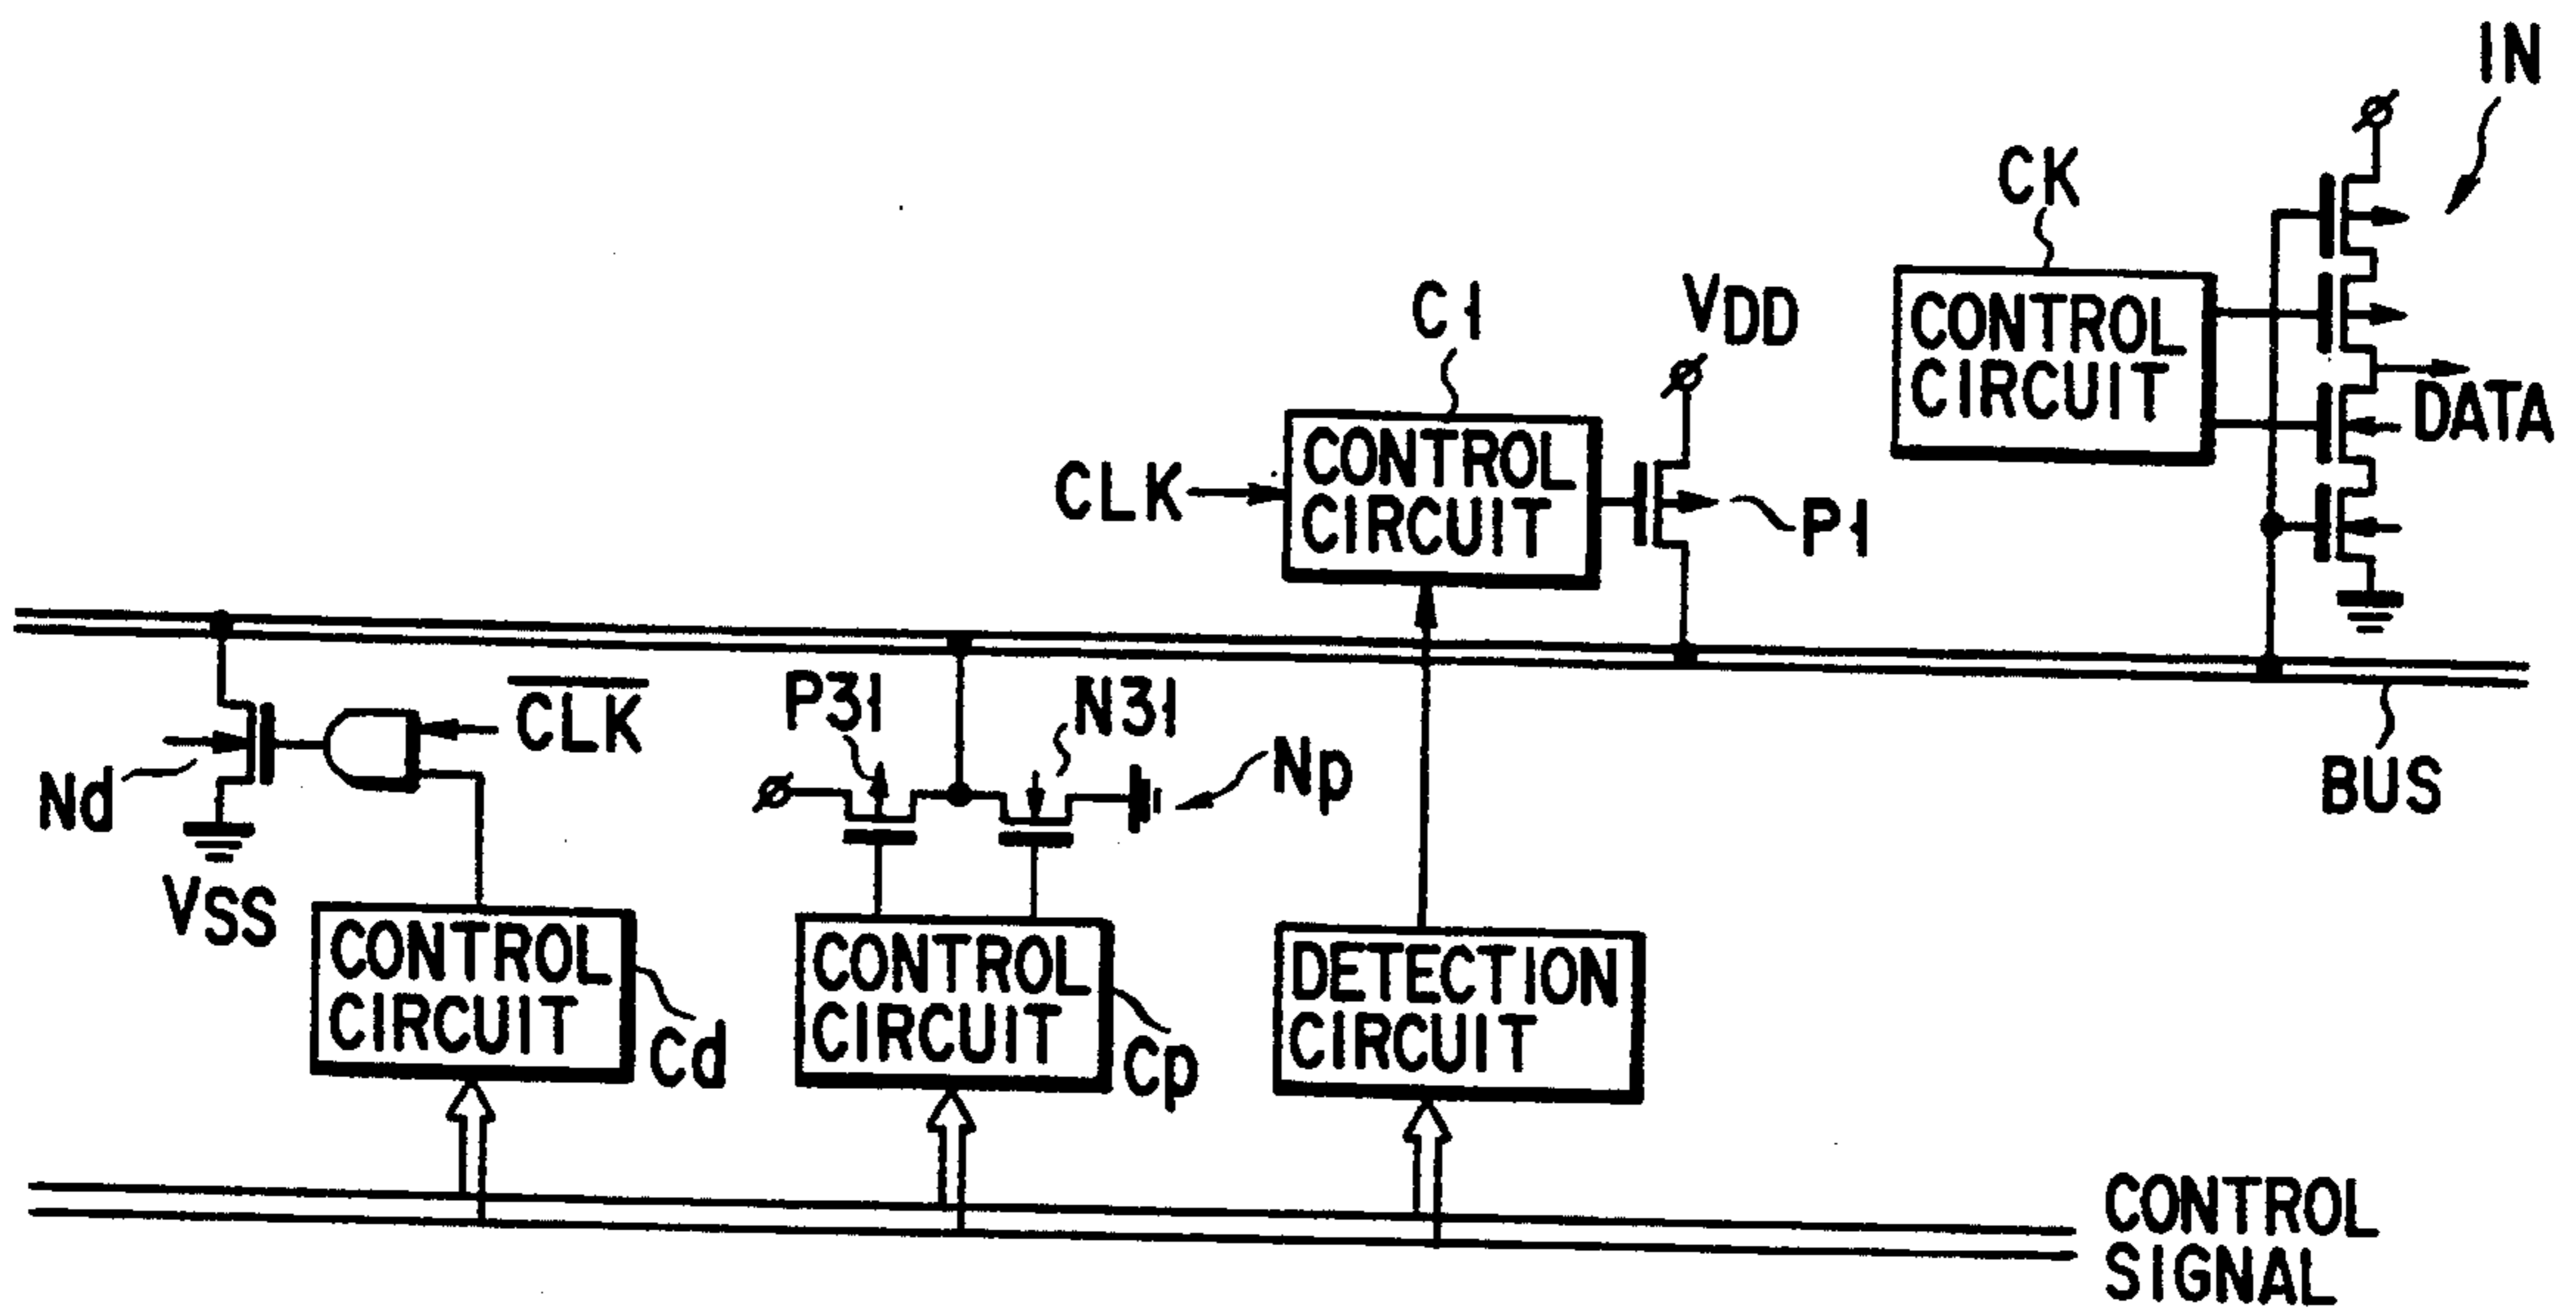 IN
CK
CONTROL
CIRCUIT
DATA
C1
VDD
CLK
CONTROL
CIRCUIT
P1
BUS
CLK
Nd
VSS
P31
N31
Np
CONTROL
CIRCUIT
Cd
CONTROL
CIRCUIT
Cp
DETECTION
CIRCUIT
CONTROL
SIGNAL